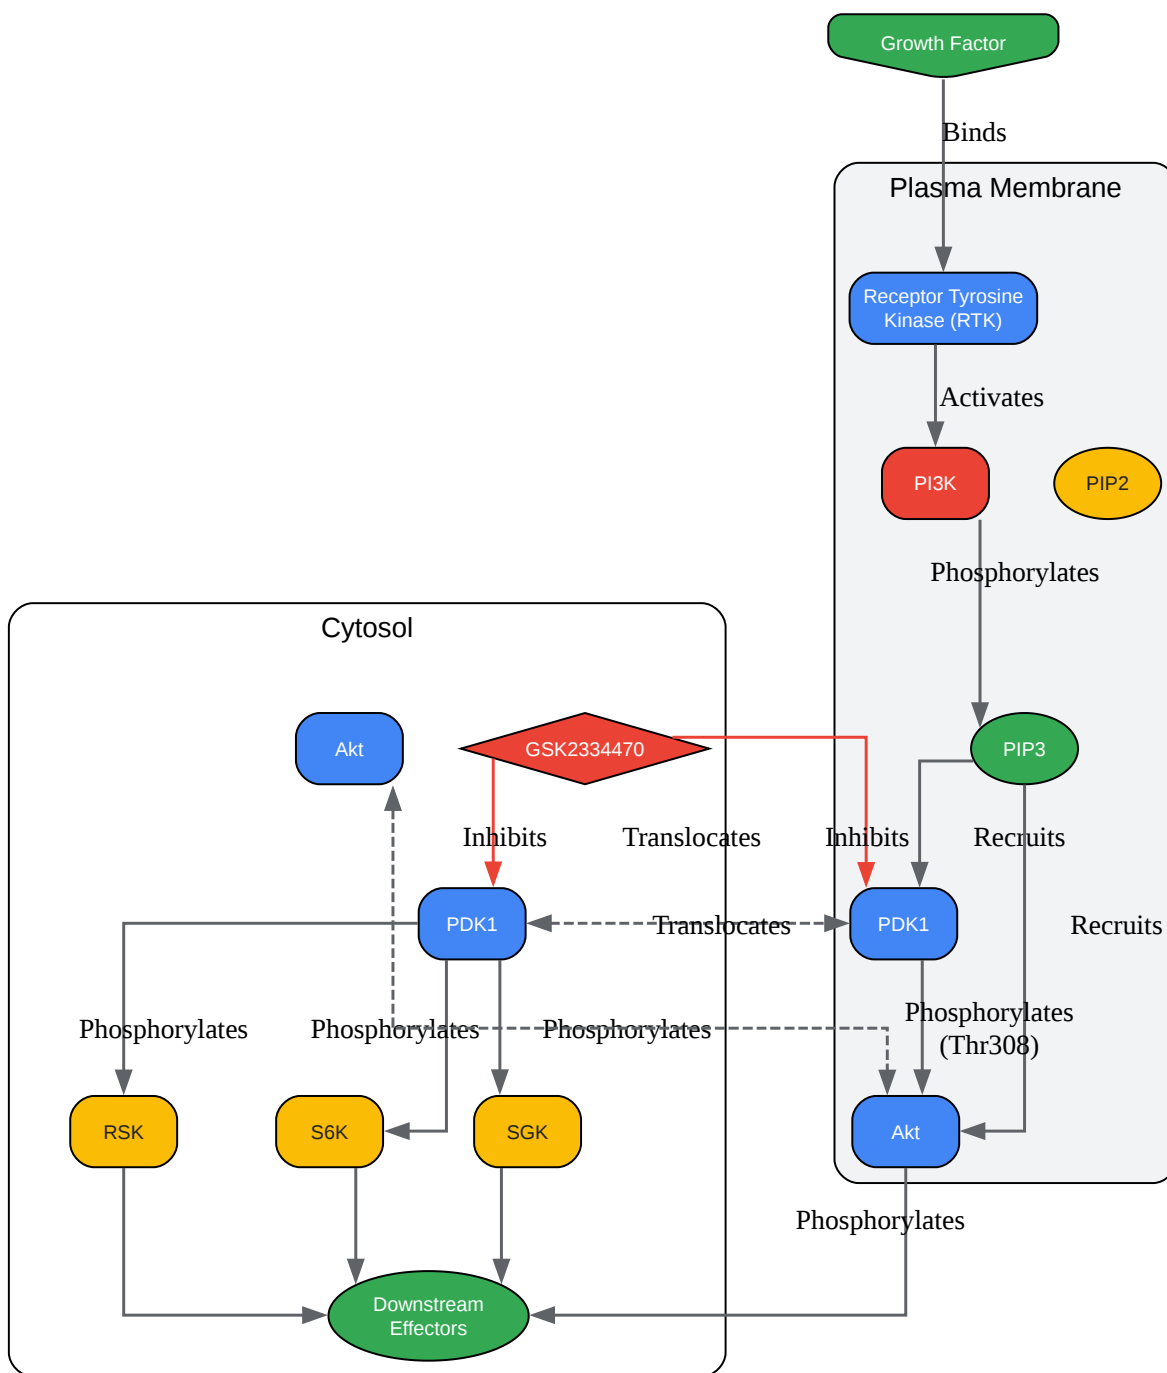 Growth Factor
Binds
Plasma Membrane
Receptor Tyrosine
Kinase (RTK)
Activates
PI3K
PIP2
Phosphorylates
Cytosol
Akt
GSK2334470
PIP3
Inhibits
Translocates
Inhibits
Recruits
PDK1
Translocates
PDK1
Recruits
Phosphorylates
Phosphorylates
Phosphorylates
Phosphorylates
(Thr308)
RSK
S6K
SGK
Akt
Phosphorylates
Downstream
Effectors